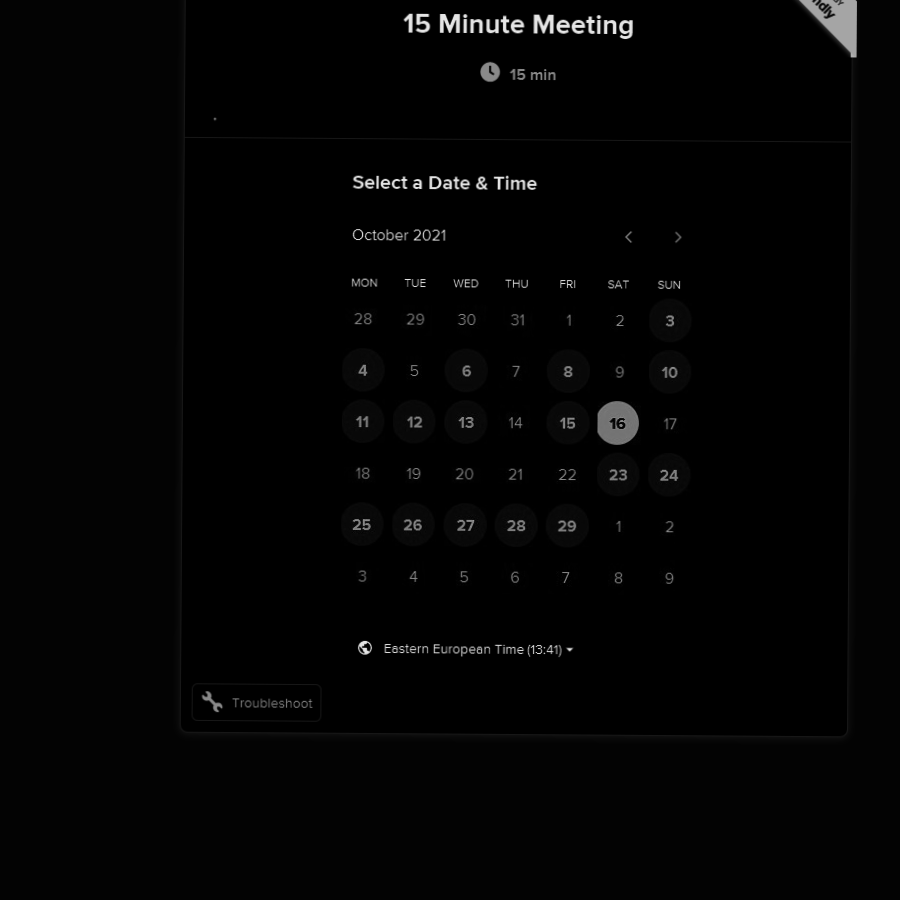 15 Minute Meeting
15 min
Select a Date & Time
October 2021
MON TUE WED THU FRI SAT SUN
28 29 30 31 1 2 3
4 5 6 7 8 9 10
11 12 13 14 15 16 17
18 19 20 21 22 23 24
25 26 27 28 29 1 2
3 4 5 6 7 8 9
Eastern European Time (13:41)
Troubleshoot